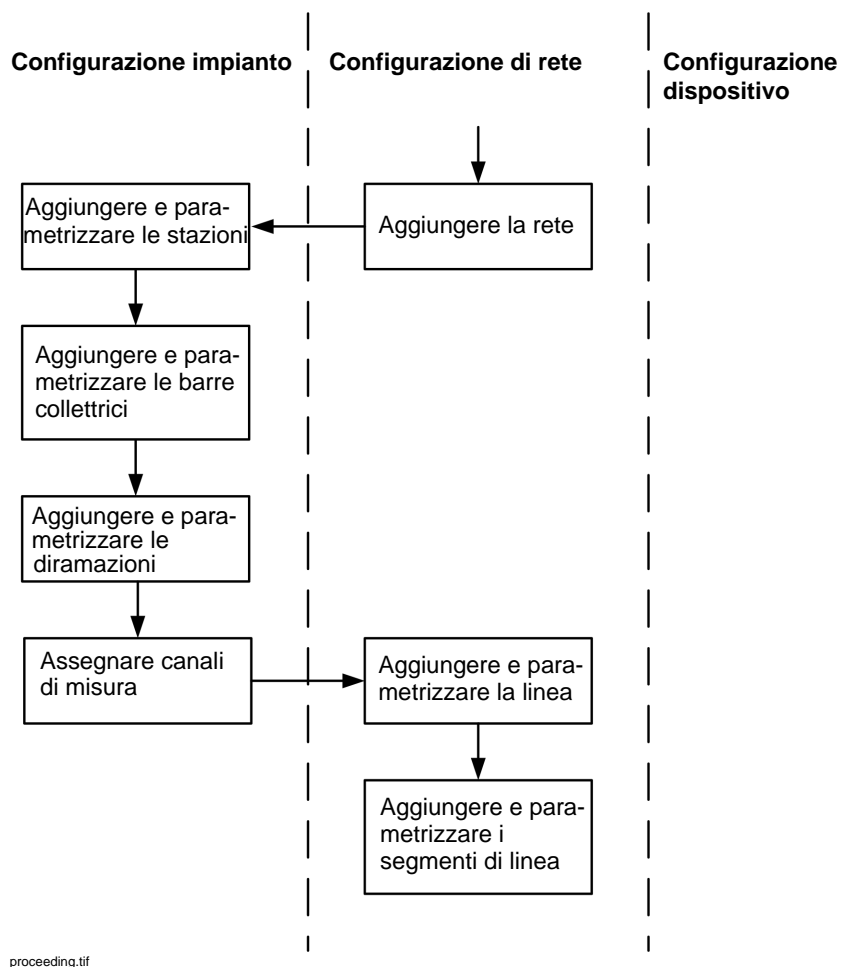 Configurazione impianto
Configurazione di rete
Configurazione
dispositivo
Aggiungere e para-
metrizzare le stazioni
Aggiungere la rete
Aggiungere e para-
metrizzare le barre
collettrici
Aggiungere e para-
metrizzare le
diramazioni
Assegnare canali
di misura
Aggiungere e para-
metrizzare la linea
Aggiungere e para-
metrizzare i
segmenti di linea
proceeding.tif